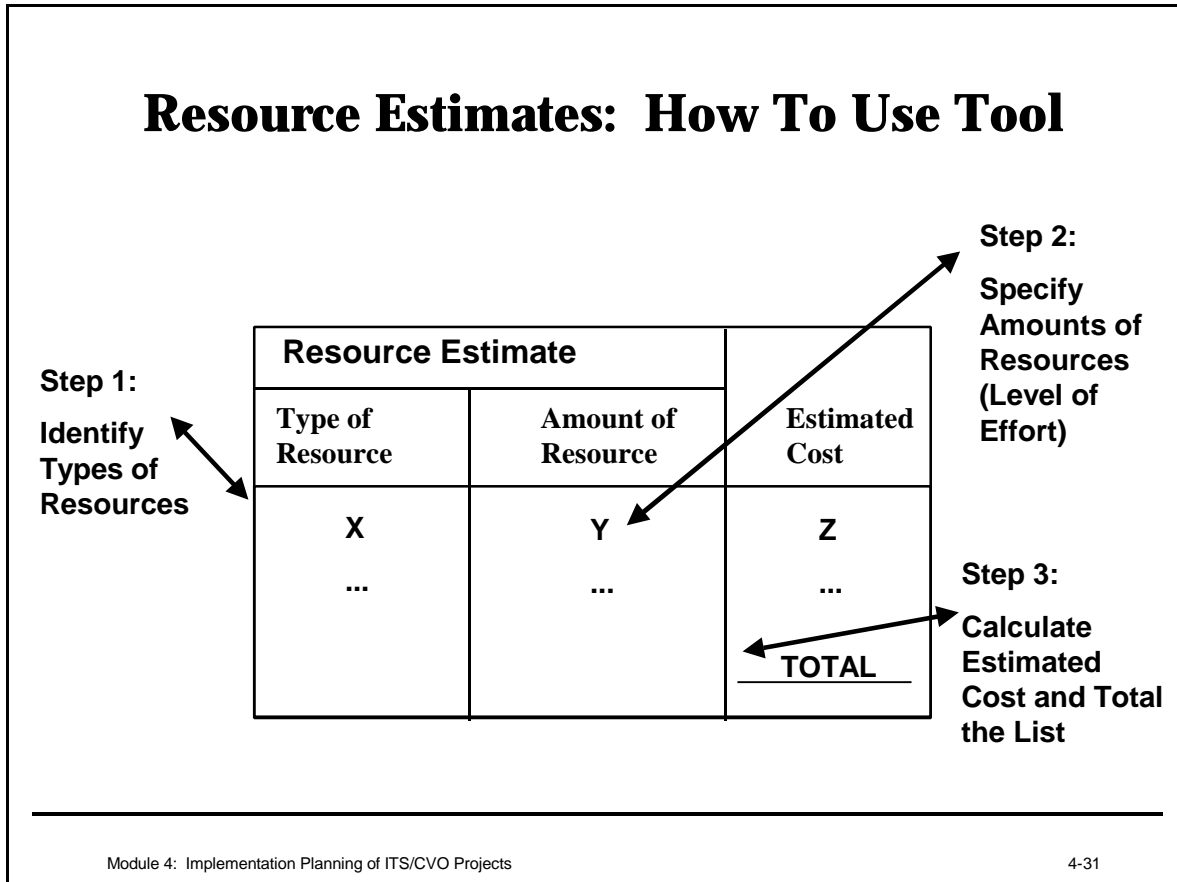 Resource Estimates: How To Use Tool
Step 1:
Identify
Types of
Resources
Resource Estimate
Type of
Resource
Amount of
Resource
Estimated
Cost
X
Y
Z
...
...
...
TOTAL
Step 2:
Specify
Amounts of
Resources
(Level of
Effort)
Step 3:
Calculate
Estimated
Cost and Total
the List
Module 4: Implementation Planning of ITS/CVO Projects
4-31